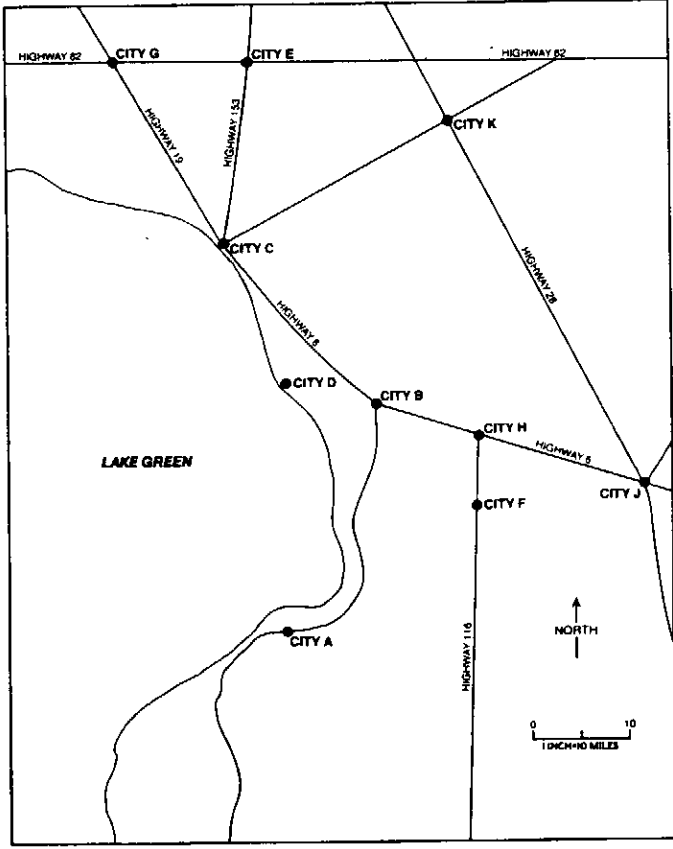 CITY G
CITY E
HIGHWAY 82
HIGHWAY 82
HIGHWAY 153
HIGHWAY 19
CITY K
CITY C
HIGHWAY 28
HIGHWAY 6
CITY D
CITY B
CITY H
LAKE GREEN
HIGHWAY 6
CITY J
CITY F
NORTH
CITY A
HIGHWAY 116
0 10
1 INCH=10 MILES